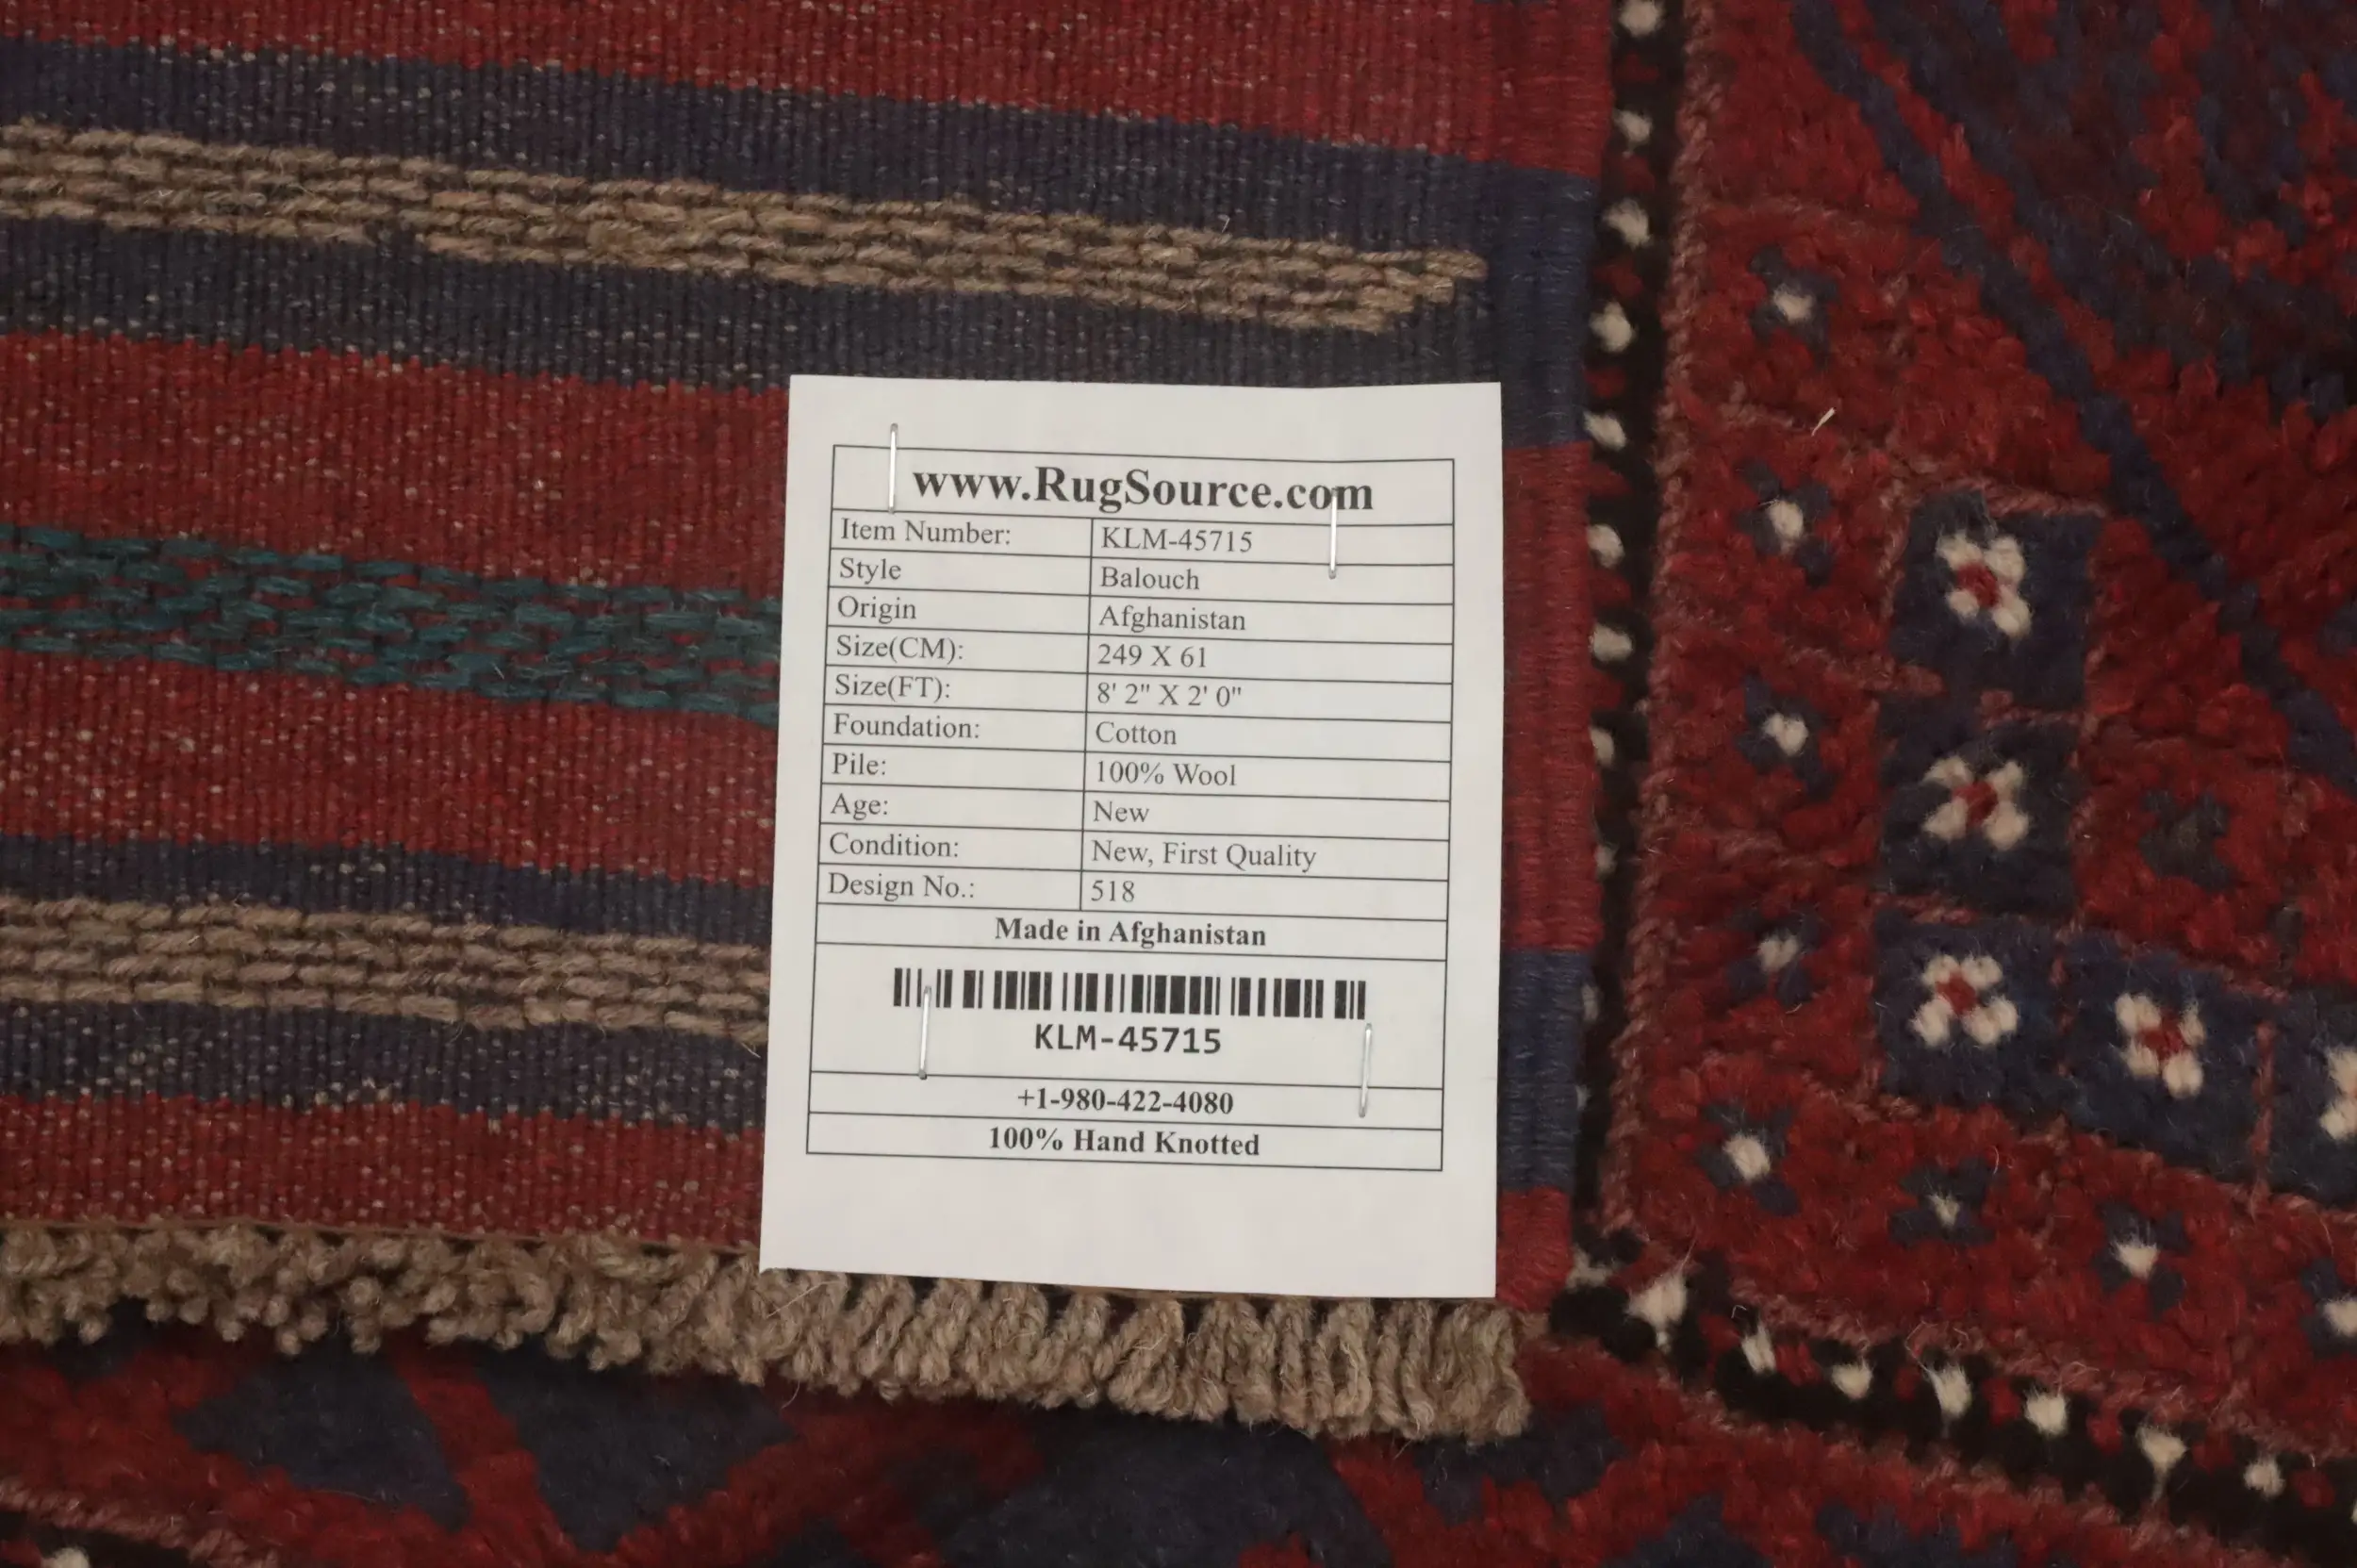 www.RugSource.com
Item Number: KLM-45715
Style Balouch
Origin Afghanistan
Size(CM): 249 X 61
Size(FT): 8' 2" X 2' 0"
Foundation: Cotton
Pile: 100% Wool
Age: New
Condition: New, First Quality
Design No.: 518
Made in Afghanistan
KLM-45715
+1-980-422-4080
100% Hand Knotted